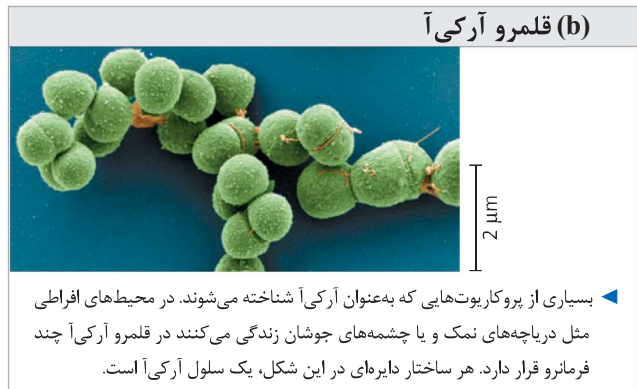 (b) قلمرو آرکی‌آ
2 µm
بسیاری از پروکاریوت‌هایی که به‌عنوان آرکی‌آ شناخته می‌شوند. در محیط‌های افراطی
مثل دریاچه‌های نمک و یا چشمه‌های جوشان زندگی می‌کنند در قلمرو آرکی‌آ چند
فرمانرو قرار دارد. هر ساختار دایره‌ای در این شکل، یک سلول آرکی‌آ است.